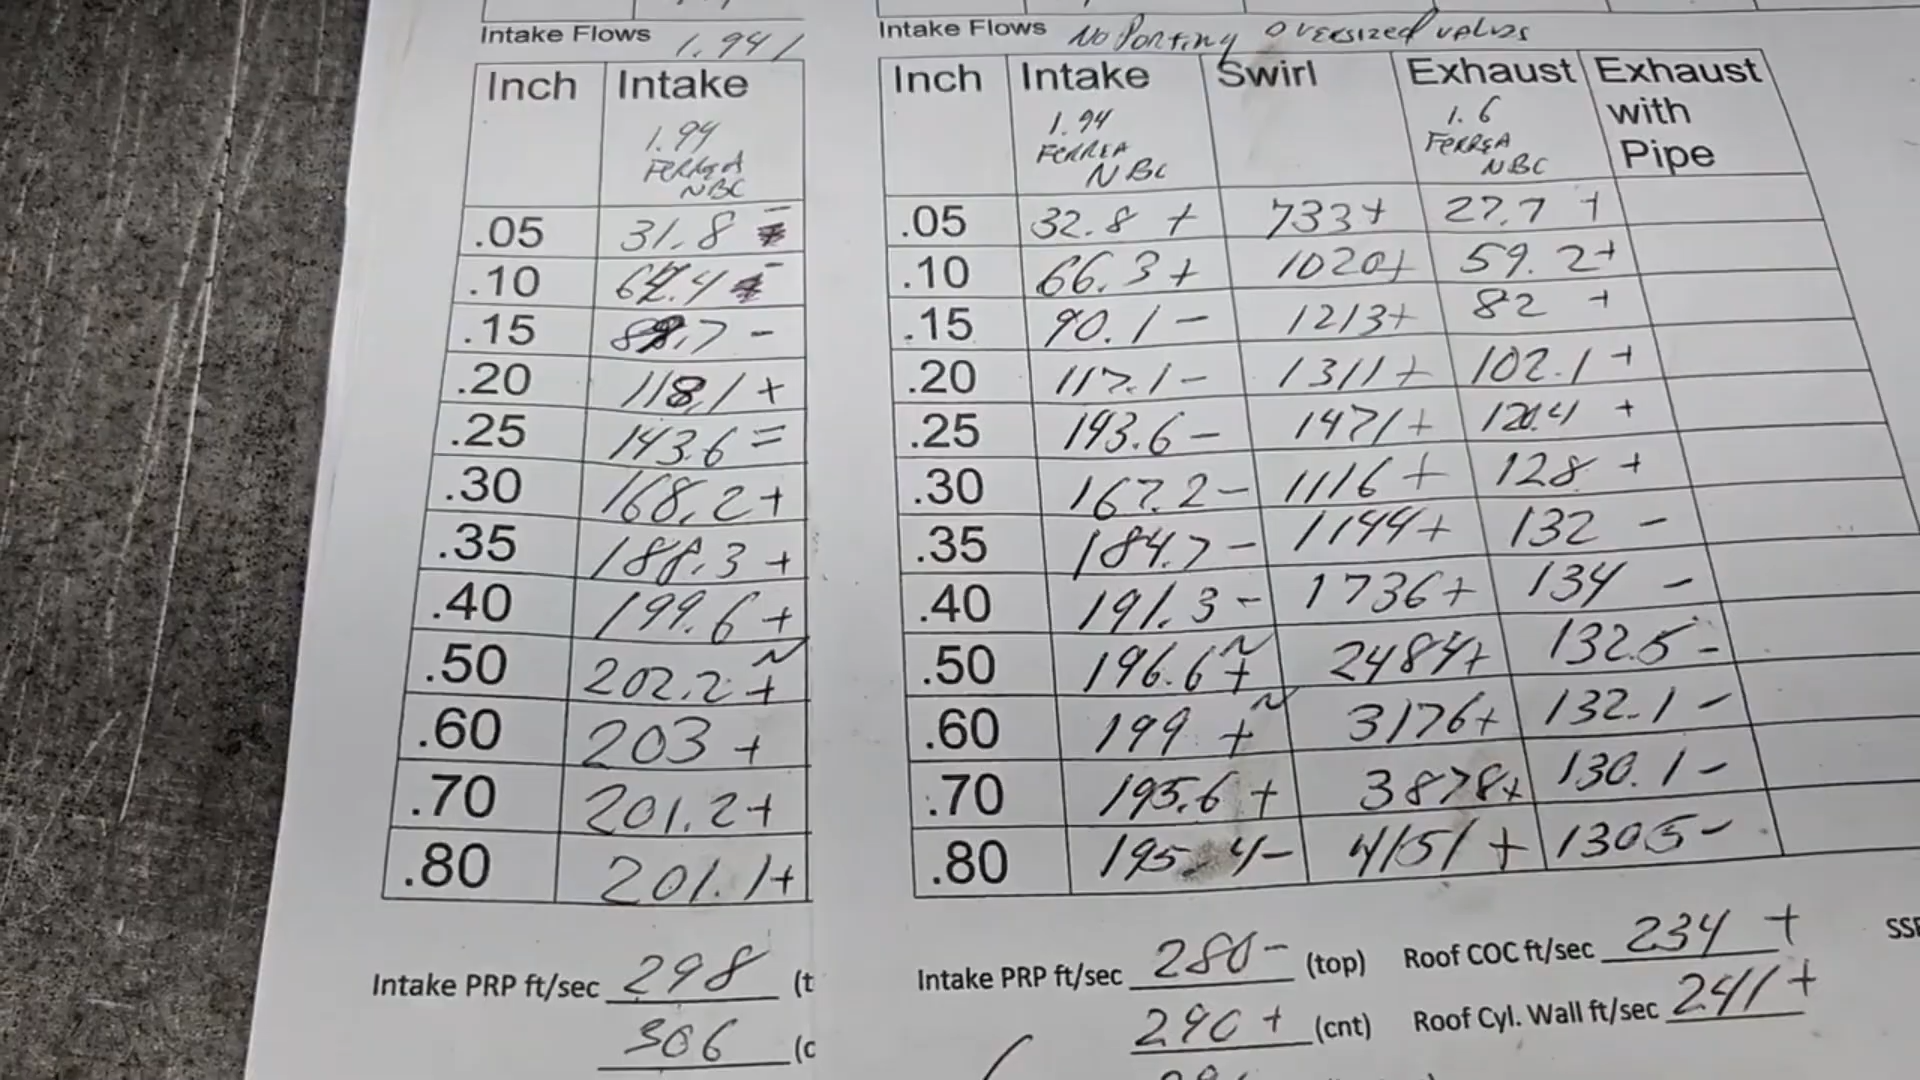 Intake Flows 1.94
Inch Intake
1.94
FERREA
NBC
.05 31.8 -
.10 -
.15 -
.20 118.1 +
.25 143.6 =
.30 168.2 +
.35 188.3 +
.40 199.6 +
.50 202.2 ~ +
.60 203 +
.70 201.2 +
.80 201.1 +
Intake PRP ft/sec 298 (t
306 (c
Intake Flows No Porting oversized valves
Inch Intake Swirl Exhaust Exhaust with Pipe
1.94 FERREA NBC 1.6 FERREA NBC
.05 32.8 + 733 + 27.7 +
.10 66.3 + 1020 + 59.2 +
.15 90.1 - 1213 + 82 +
.20 117.1 - 1311 + 102.1 +
.25 143.6 - 1471 + 120.4 +
.30 167.2 - 1116 + 128 +
.35 184.7 - 1144 + 132 -
.40 191.3 - 1736 + 134 -
.50 196.6 ~ + 2484 + 132.5 -
.60 199 ~ + 3176 + 132.1 -
.70 195.6 + 3878 + 130.1 -
.80 195.4 - 4151 + 130.5 -
Intake PRP ft/sec 280 - (top) Roof COC ft/sec 234 +
290 + (cnt) Roof Cyl. Wall ft/sec 241 +